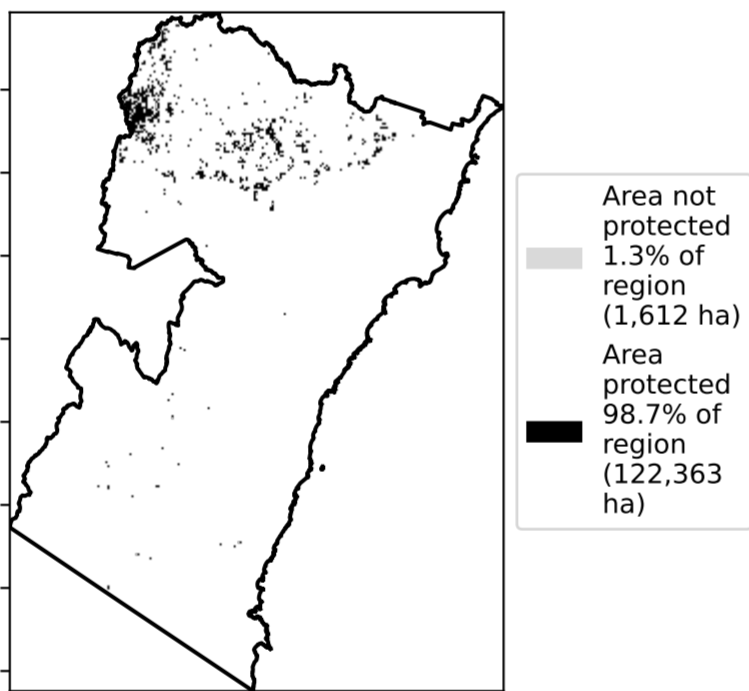 Area not
protected
1.3% of
region
(1,612 ha)
Area
protected
98.7% of
region
(122,363
ha)